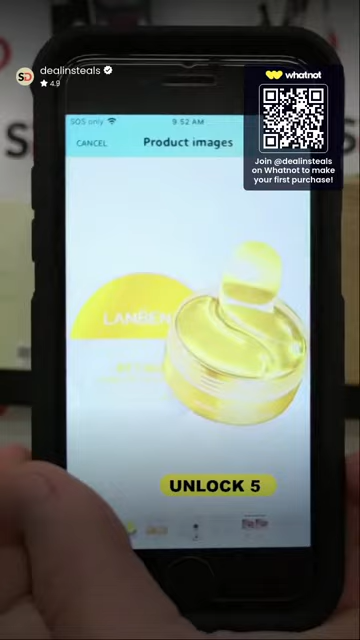 dealinsteals
★ 4.9
SD
whatnot
Join @dealinsteals
on Whatnot to make
your first purchase!
SOS only
9:52 AM
CANCEL
Product images
UNLOCK 5